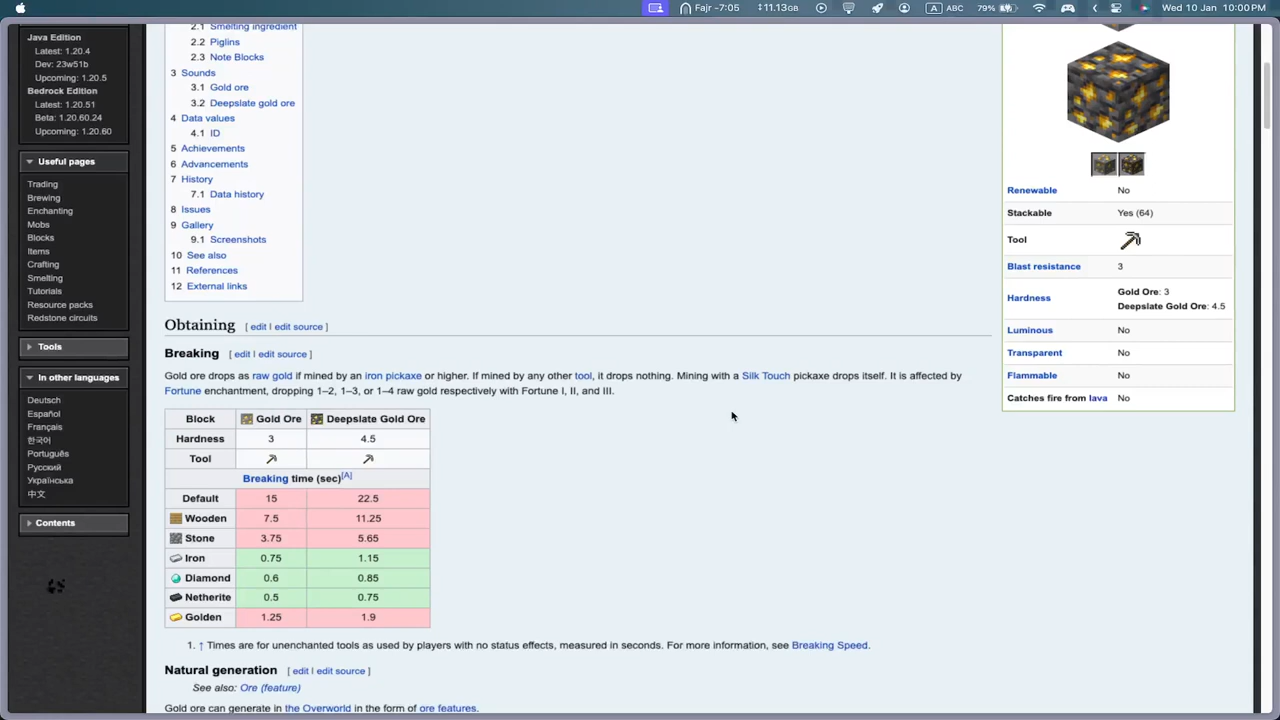 Far -7:05
11,113βs
ABC
79%
Wed 10 Jan 10:00 PM
Java Edition
Latest: 1.20.4
Dev: 23w51b
Upcoming: 1.20.5
Bedrock Edition
Latest: 1.20.51
Beta: 1.20.60.24
Upcoming: 1.20.60
Useful pages
Trading
Brewing
Enchanting
Mobs
Blocks
Items
Crafting
Smelting
Tutorials
Resource packs
Redstone circuits
Tools
In other languages
Deutsch
Español
Français
한국어
Português
Русский
Українська
中文
Contents
2.1 Smelting ingredient
2.2 Piglins
2.3 Note Blocks
3 Sounds
3.1 Gold ore
3.2 Deepslate gold ore
4 Data values
4.1 ID
5 Achievements
6 Advancements
7 History
7.1 Data history
8 Issues
9 Gallery
9.1 Screenshots
10 See also
11 References
12 External links
Obtaining [ edit | edit source ]
Breaking [ edit | edit source ]
Gold ore drops as raw gold if mined by an iron pickaxe or higher. If mined by any other tool, it drops nothing. Mining with a Silk Touch pickaxe drops itself. It is affected by
Fortune enchantment, dropping 1–2, 1–3, or 1–4 raw gold respectively with Fortune I, II, and III.
Block Gold Ore Deepslate Gold Ore
Hardness 3 4.5
Tool
Breaking time (sec)[A]
Default 15 22.5
Wooden 7.5 11.25
Stone 3.75 5.65
Iron 0.75 1.15
Diamond 0.6 0.85
Netherite 0.5 0.75
Golden 1.25 1.9
1. ↑ Times are for unenchanted tools as used by players with no status effects, measured in seconds. For more information, see Breaking Speed.
Natural generation [ edit | edit source ]
See also: Ore (feature)
Gold ore can generate in the Overworld in the form of ore features.
Renewable No
Stackable Yes (64)
Tool
Blast resistance 3
Hardness Gold Ore: 3
Deepslate Gold Ore: 4.5
Luminous No
Transparent No
Flammable No
Catches fire from lava No